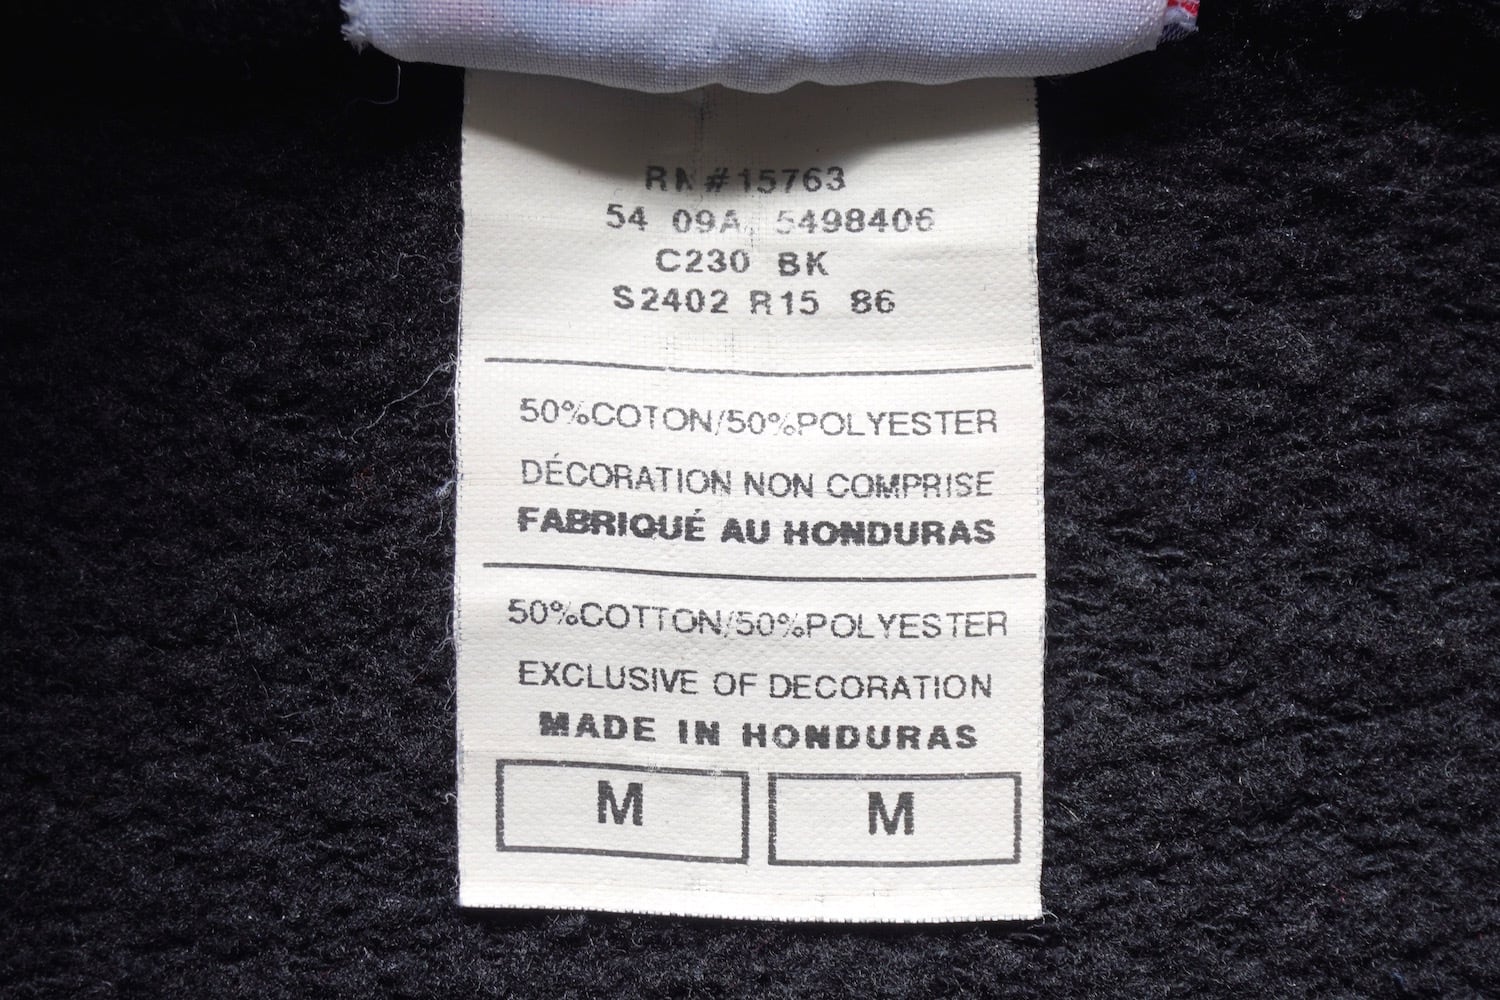 RN#15763
54 09A 5498406
C230 BK
S2402 R15 86
50%COTON/50%POLYESTER
DÉCORATION NON COMPRISE
FABRIQUÉ AU HONDURAS
50%COTTON/50%POLYESTER
EXCLUSIVE OF DECORATION
MADE IN HONDURAS
M M